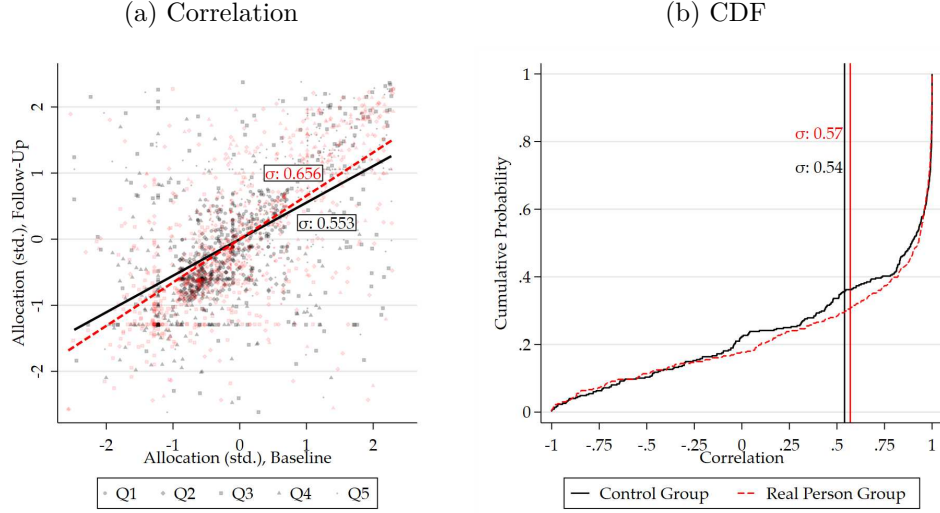 (a) Correlation
Allocation (std.), Follow-Up
2
1
0
-1
-2
σ: 0.656
σ: 0.553
-2 -1 0 1 2
Allocation (std.), Baseline
Q1 Q2 Q3 Q4 Q5
(b) CDF
Cumulative Probability
1
.8
.6
.4
.2
0
σ: 0.57
σ: 0.54
-1 -.75 -.5 -.25 0 .25 .5 .75 1
Correlation
Control Group Real Person Group